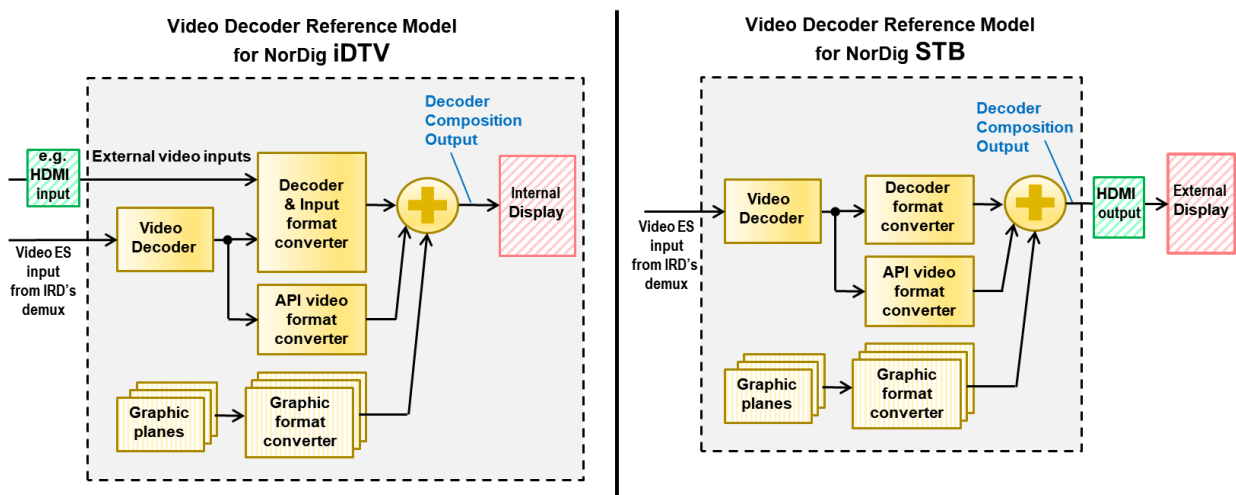 Video Decoder Reference Model
for NorDig iDTV
Decoder
Composition
Output
e.g.
HDMI
input
External video inputs
Decoder
& Input
format
converter
Internal
Display
Video
Decoder
Video ES
input
from IRD's
demux
API video
format
converter
Graphic
planes
Graphic
format
converter
Video Decoder Reference Model
for NorDig STB
Decoder
Composition
Output
Video
Decoder
Decoder
format
converter
HDMI
output
External
Display
Video ES
input
from IRD's
demux
API video
format
converter
Graphic
planes
Graphic
format
converter